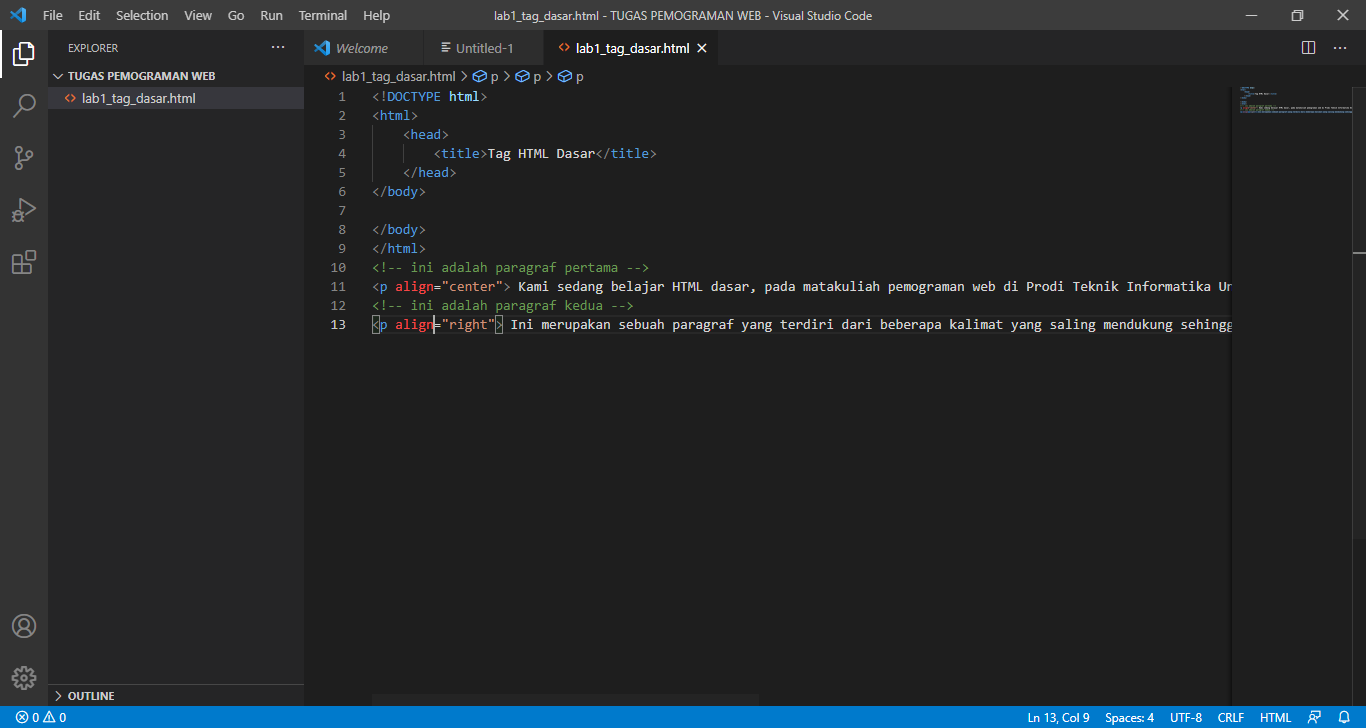 File Edit Selection View Go Run Terminal Help lab1_tag_dasar.html - TUGAS PEMOGRAMAN WEB - Visual Studio Code
EXPLORER
TUGAS PEMOGRAMAN WEB
lab1_tag_dasar.html
OUTLINE
Welcome Untitled-1 lab1_tag_dasar.html
lab1_tag_dasar.html > p > p > p
1 <!DOCTYPE html>
2 <html>
3 <head>
4 <title>Tag HTML Dasar</title>
5 </head>
6 </body>
7
8 </body>
9 </html>
10 <!-- ini adalah paragraf pertama -->
11 <p align="center"> Kami sedang belajar HTML dasar, pada matakuliah pemograman web di Prodi Teknik Informatika Un
12 <!-- ini adalah paragraf kedua -->
13 <p align="right"> Ini merupakan sebuah paragraf yang terdiri dari beberapa kalimat yang saling mendukung sehingg
0 0 Ln 13, Col 9 Spaces: 4 UTF-8 CRLF HTML